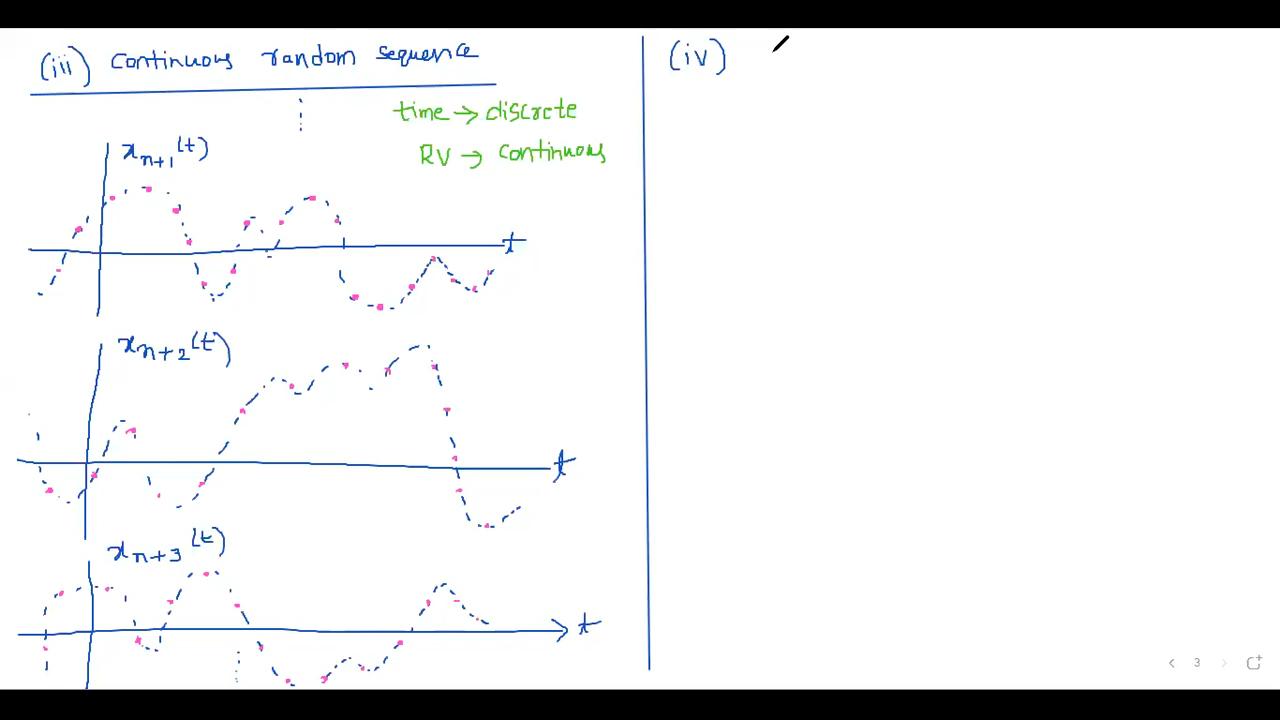 (iii) continuous random sequence
time → discrete
RV → continuous
x_{n+1}(t)
t
x_{n+2}(t)
t
x_{n+3}(t)
t
(iv)
< 3 >